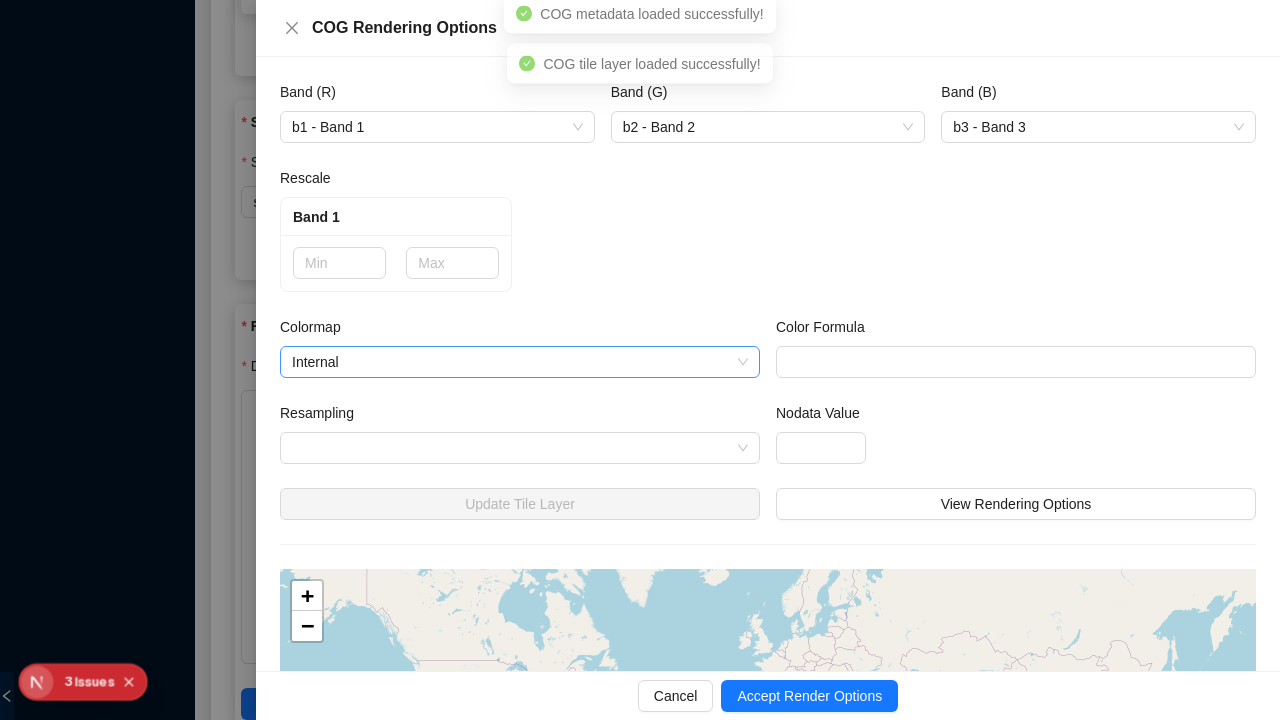 COG metadata loaded successfully!
COG Rendering Options
COG tile layer loaded successfully!
Band (R)
Band (G)
Band (B)
b1 - Band 1
b2 - Band 2
b3 - Band 3
Rescale
Band 1
Min
Max
Colormap
Color Formula
Internal
Resampling
Nodata Value
Update Tile Layer
View Rendering Options
+
−
3 Issues
Cancel
Accept Render Options